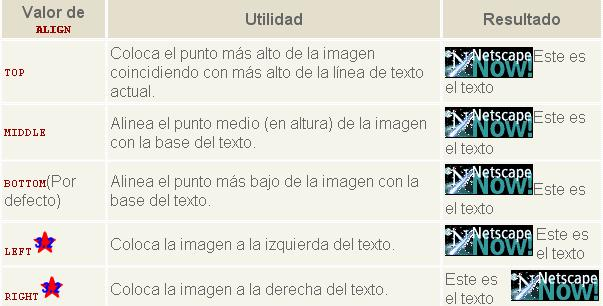 Valor de ALIGN Utilidad Resultado
TOP
Coloca el punto más alto de la imagen
coincidiendo con más alto de la línea de texto
actual.
Netscape NOW! Este es
el texto
MIDDLE
Alinea el punto medio (en altura) de la imagen
con la base del texto.
Netscape NOW! Este es
el texto
BOTTOM(Por
defecto)
Alinea el punto más bajo de la imagen con la
base del texto.
Netscape NOW! Este es
el texto
LEFT 3.2
Coloca la imagen a la izquierda del texto.
Netscape NOW! Este es
el texto
RIGHT 3.2
Coloca la imagen a la derecha del texto.
Este es
el texto
Netscape NOW!